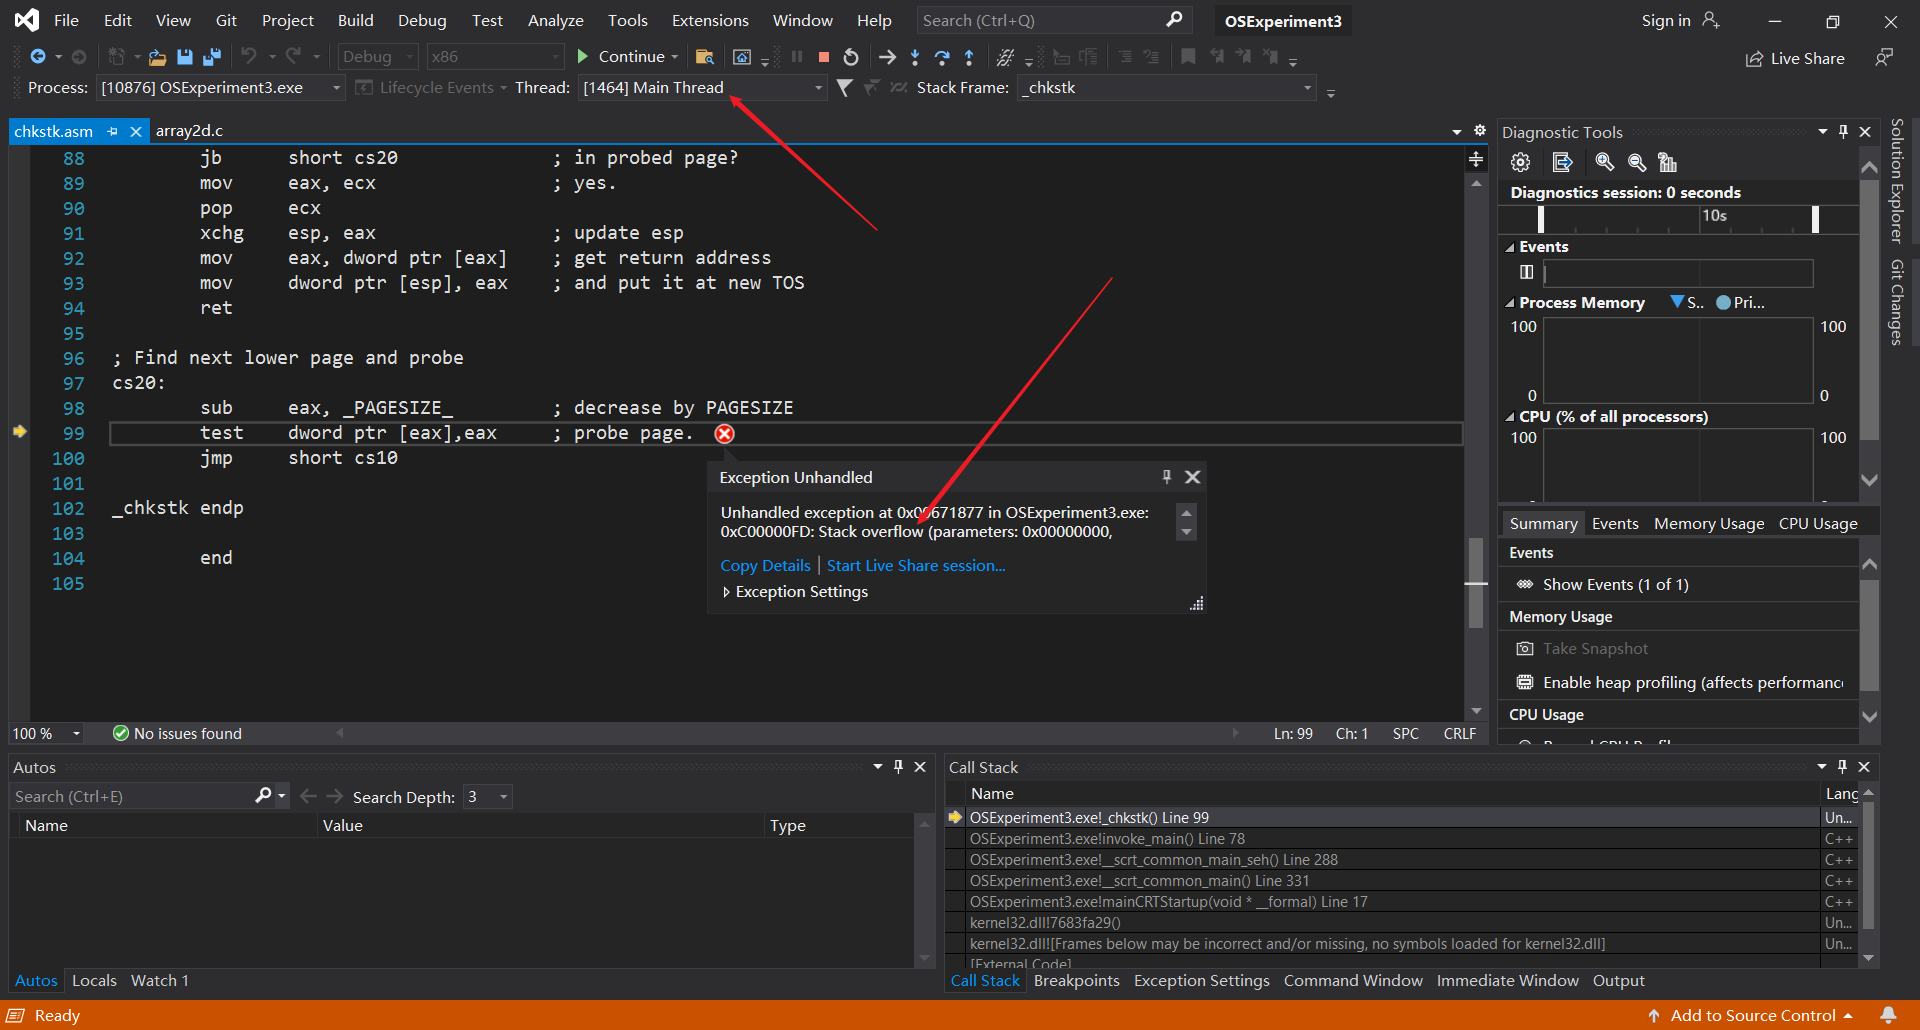 File Edit View Git Project Build Debug Test Analyze Tools Extensions Window Help Search (Ctrl+Q) OSExperiment3 Sign in
Debug x86 Continue Live Share
Process: [10876] OSExperiment3.exe Lifecycle Events Thread: [1464] Main Thread Stack Frame: _chkstk
chkstk.asm array2d.c
88 jb short cs20 ; in probed page?
89 mov eax, ecx ; yes.
90 pop ecx
91 xchg esp, eax ; update esp
92 mov eax, dword ptr [eax] ; get return address
93 mov dword ptr [esp], eax ; and put it at new TOS
94 ret
95
96 ; Find next lower page and probe
97 cs20:
98 sub eax, _PAGESIZE_ ; decrease by PAGESIZE
99 test dword ptr [eax],eax ; probe page.
100 jmp short cs10
101
102 _chkstk endp
103
104 end
105
Exception Unhandled
Unhandled exception at 0x00671877 in OSExperiment3.exe:
0xC00000FD: Stack overflow (parameters: 0x00000000,
Copy Details | Start Live Share session...
Exception Settings
100 % No issues found Ln: 99 Ch: 1 SPC CRLF
Diagnostic Tools
Diagnostics session: 0 seconds
10s
Events
Process Memory S.. Pri...
100 100
0 0
CPU (% of all processors)
100 100
Summary Events Memory Usage CPU Usage
Events
Show Events (1 of 1)
Memory Usage
Take Snapshot
Enable heap profiling (affects performance
CPU Usage
Solution Explorer
Git Changes
Autos
Search (Ctrl+E) Search Depth: 3
Name Value Type
Autos Locals Watch 1
Call Stack
Name Lang
OSExperiment3.exe!_chkstk() Line 99 Un...
OSExperiment3.exe!invoke_main() Line 78 C++
OSExperiment3.exe!__scrt_common_main_seh() Line 288 C++
OSExperiment3.exe!__scrt_common_main() Line 331 C++
OSExperiment3.exe!mainCRTStartup(void * __formal) Line 17 C++
kernel32.dll!7683fa29() Un...
kernel32.dll![Frames below may be incorrect and/or missing, no symbols loaded for kernel32.dll] Un...
[External Code]
Call Stack Breakpoints Exception Settings Command Window Immediate Window Output
Ready Add to Source Control